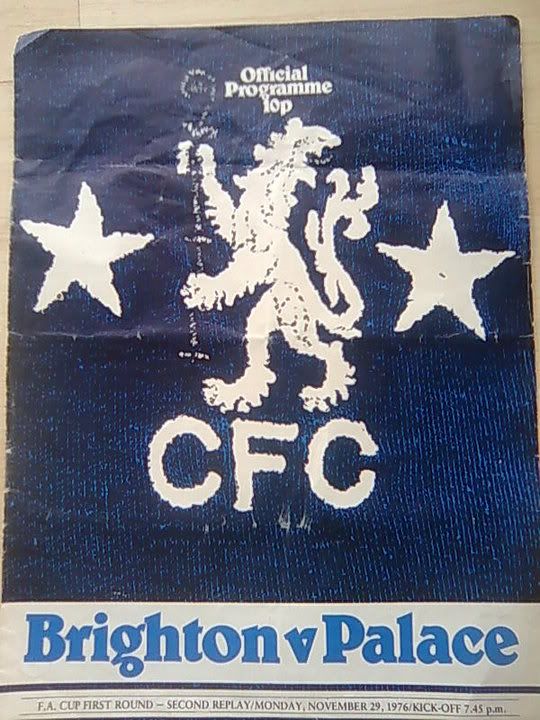 Official
Programme
10p
CFC
Brighton v Palace
F.A. CUP FIRST ROUND – SECOND REPLAY/MONDAY, NOVEMBER 29, 1976/KICK-OFF 7.45 p.m.